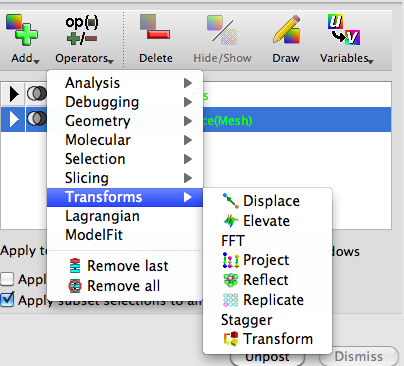 op(:)
+/-
Add Operators Delete Hide/Show Draw Variables
Analysis
Debugging
Geometry
ce(Mesh)
Molecular
Selection
Slicing
Transforms
Displace
Lagrangian
Elevate
ModelFit
FFT
Apply to
dows
Project
Remove last
Reflect
Appl
Remove all
Replicate
Apply subset selections to all
Stagger
Transform
Unpost
Dismiss